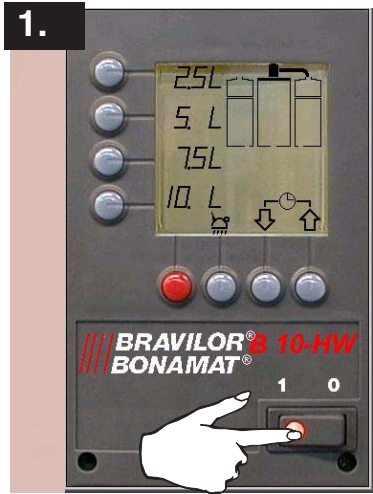 1.
2,5L
5. L
7,5L
10. L
BRAVILOR® B 10-HW
BONAMAT®
1 0